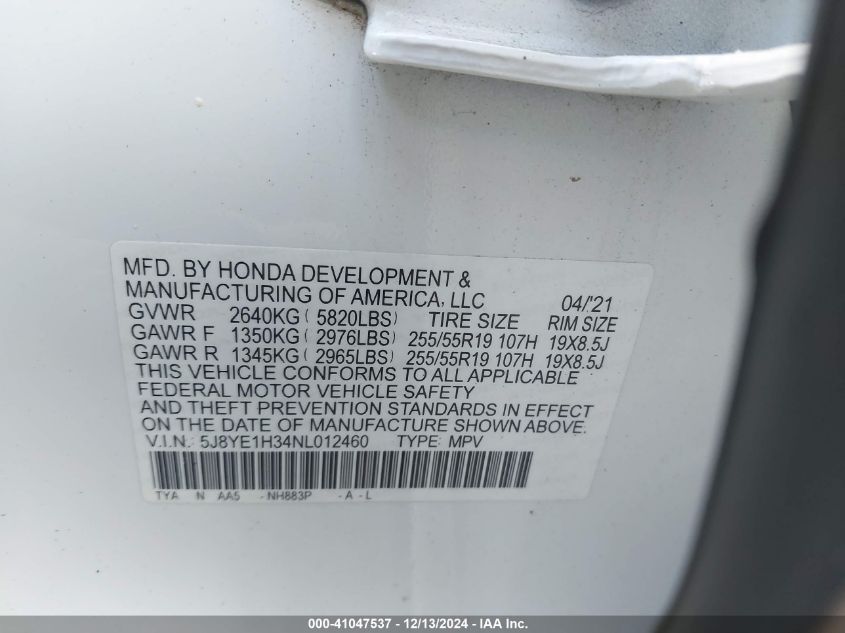 MFD. BY HONDA DEVELOPMENT &
MANUFACTURING OF AMERICA, LLC 04/'21
GVWR 2640KG ( 5820LBS) TIRE SIZE RIM SIZE
GAWR F 1350KG ( 2976LBS) 255/55R19 107H 19X8.5J
GAWR R 1345KG ( 2965LBS) 255/55R19 107H 19X8.5J
THIS VEHICLE CONFORMS TO ALL APPLICABLE
FEDERAL MOTOR VEHICLE SAFETY
AND THEFT PREVENTION STANDARDS IN EFFECT
ON THE DATE OF MANUFACTURE SHOWN ABOVE.
V.I.N.: 5J8YE1H34NL012460 TYPE: MPV
TYA N AA5 -NH883P -A-L
000-41047537 - 12/13/2024 - IAA Inc.